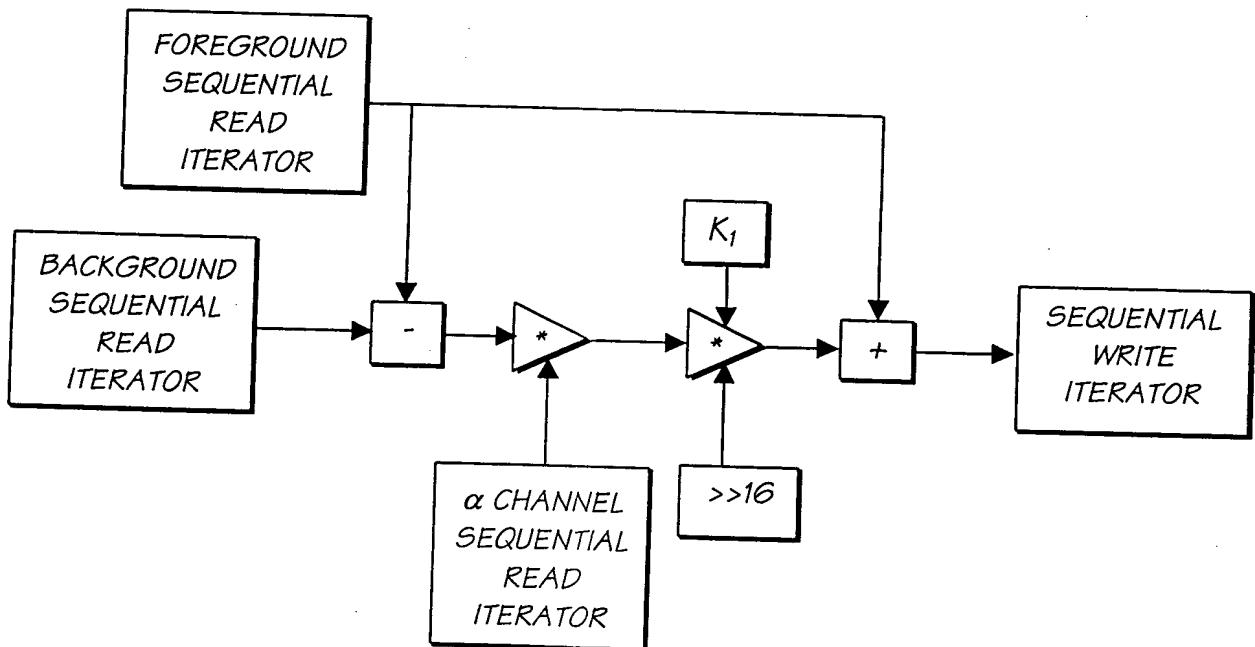 FOREGROUND
SEQUENTIAL
READ
ITERATOR
BACKGROUND
SEQUENTIAL
READ
ITERATOR
-
*
K₁
*
+
SEQUENTIAL
WRITE
ITERATOR
α CHANNEL
SEQUENTIAL
READ
ITERATOR
>>16